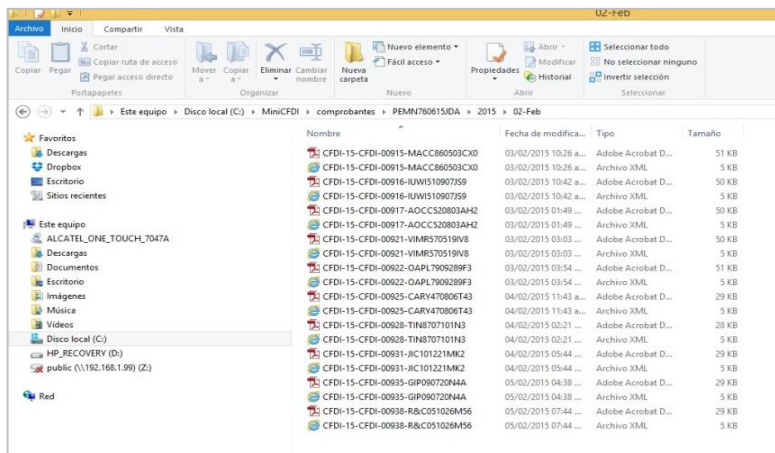 02-Feb
Archivo Inicio Compartir Vista
Copiar Pegar Cortar Copiar ruta de acceso Pegar acceso directo
Portapapeles
Mover a Copiar a Eliminar Cambiar nombre
Organizar
Nueva carpeta Nuevo elemento Fácil acceso
Nuevo
Propiedades Abrir Modificar Historial
Abrir
Seleccionar todo No seleccionar ninguno Invertir selección
Seleccionar
Este equipo Disco local (C:) MiniCFDI comprobantes PEMN760615JDA 2015 02-Feb
Favoritos
Descargas
Dropbox
Escritorio
Sitios recientes
Este equipo
ALCATEL_ONE_TOUCH_7047A
Descargas
Documentos
Escritorio
Imágenes
Música
Vídeos
Disco local (C:)
HP_RECOVERY (D:)
public (\\192.168.1.99) (Z:)
Red
Nombre Fecha de modifica... Tipo Tamaño
CFDI-15-CFDI-00915-MACC860503CX0 03/02/2015 10:26 a... Adobe Acrobat D... 51 KB
CFDI-15-CFDI-00915-MACC860503CX0 03/02/2015 10:26 a... Archivo XML 5 KB
CFDI-15-CFDI-00916-IUWI510907JS9 03/02/2015 10:42 a... Adobe Acrobat D... 50 KB
CFDI-15-CFDI-00916-IUWI510907JS9 03/02/2015 10:42 a... Archivo XML 5 KB
CFDI-15-CFDI-00917-AOCC520803AH2 03/02/2015 01:49 ... Adobe Acrobat D... 50 KB
CFDI-15-CFDI-00917-AOCC520803AH2 03/02/2015 01:49 ... Archivo XML 5 KB
CFDI-15-CFDI-00921-VIMR570519IV8 03/02/2015 03:03 ... Adobe Acrobat D... 50 KB
CFDI-15-CFDI-00921-VIMR570519IV8 03/02/2015 03:03 ... Archivo XML 5 KB
CFDI-15-CFDI-00922-OAPL7909289F3 03/02/2015 03:54 ... Adobe Acrobat D... 51 KB
CFDI-15-CFDI-00922-OAPL7909289F3 03/02/2015 03:54 ... Archivo XML 5 KB
CFDI-15-CFDI-00925-CARY470806T43 04/02/2015 11:43 a... Adobe Acrobat D... 29 KB
CFDI-15-CFDI-00925-CARY470806T43 04/02/2015 11:43 a... Archivo XML 5 KB
CFDI-15-CFDI-00928-TIN8707101N3 04/02/2015 02:21 ... Adobe Acrobat D... 28 KB
CFDI-15-CFDI-00928-TIN8707101N3 04/02/2015 02:21 ... Archivo XML 5 KB
CFDI-15-CFDI-00931-JIC101221MK2 04/02/2015 05:44 ... Adobe Acrobat D... 29 KB
CFDI-15-CFDI-00931-JIC101221MK2 04/02/2015 05:44 ... Archivo XML 5 KB
CFDI-15-CFDI-00935-GIP090720N4A 05/02/2015 04:38 ... Adobe Acrobat D... 29 KB
CFDI-15-CFDI-00935-GIP090720N4A 05/02/2015 04:38 ... Archivo XML 5 KB
CFDI-15-CFDI-00938-R&C051026M56 05/02/2015 07:44 ... Adobe Acrobat D... 29 KB
CFDI-15-CFDI-00938-R&C051026M56 05/02/2015 07:44 ... Archivo XML 5 KB